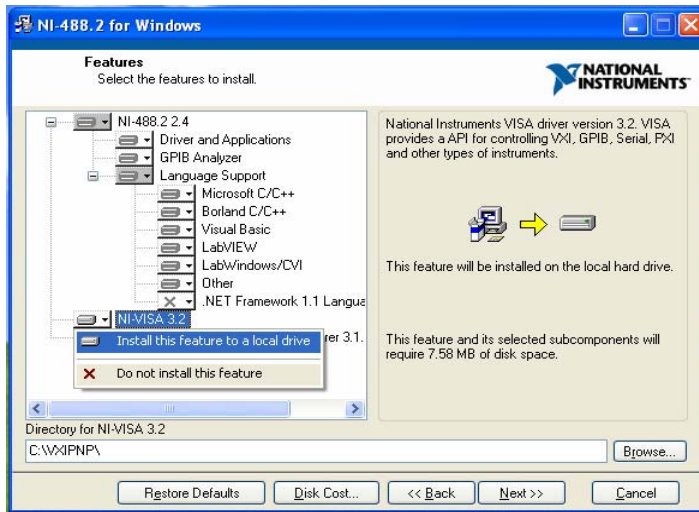 NI-488.2 for Windows
Features
Select the features to install.
NATIONAL
INSTRUMENTS
NI-488.2 2.4
Driver and Applications
GPIB Analyzer
Language Support
Microsoft C/C++
Borland C/C++
Visual Basic
LabVIEW
LabWindows/CVI
Other
.NET Framework 1.1 Langua
NI-VISA 3.2
rer 3.1.
Install this feature to a local drive
Do not install this feature
National Instruments VISA driver version 3.2. VISA
provides a API for controlling VXI, GPIB, Serial, PXI
and other types of instruments.
This feature will be installed on the local hard drive.
This feature and its selected subcomponents will
require 7.58 MB of disk space.
Directory for NI-VISA 3.2
C:\VXIPNP\
Browse...
Restore Defaults
Disk Cost...
<< Back
Next >>
Cancel